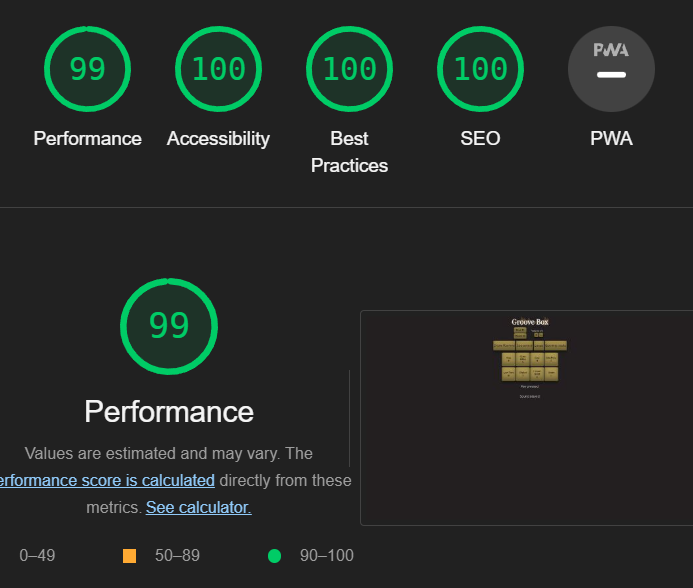 99
100
100
100
PWA
Performance
Accessibility
Best
Practices
SEO
PWA
99
Groove Box
Performance
Values are estimated and may vary. The
erformance score is calculated directly from these
metrics. See calculator.
0–49
50–89
90–100